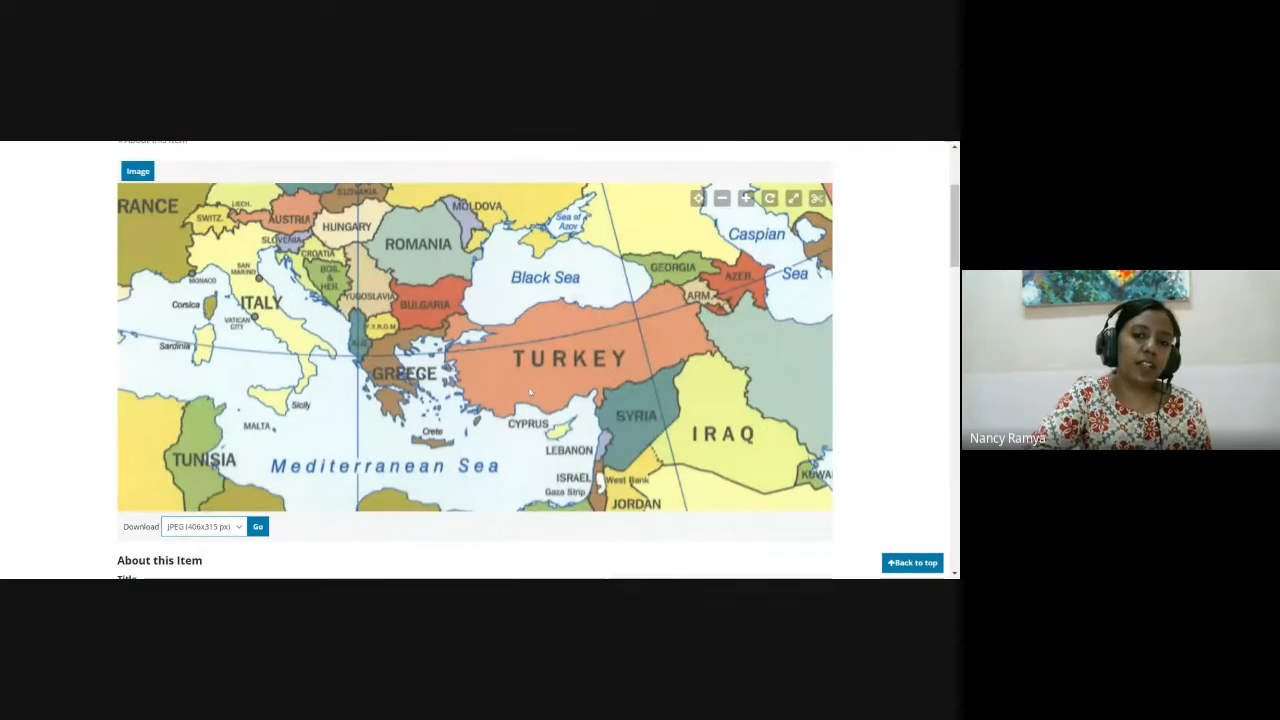 Image
RANCE
LIECH.
SWITZ.
AUSTRIA
SLOVAKIA
HUNGARY
MOLDOVA
SLOVENIA
CROATIA
ROMANIA
Sea of
Azov
Caspian
Sea
SAN
MARINO
MONACO
BOS.
&
HER.
Black Sea
GEORGIA
AZER.
ARM.
Corsica
ITALY
YUGOSLAVIA
BULGARIA
VATICAN
CITY
F.Y.R.O.M
Sardinia
TURKEY
GREECE
Sicily
SYRIA
MALTA
Crete
CYPRUS
IRAQ
LEBANON
TUNISIA
Mediterranean Sea
ISRAEL
West Bank
Gaza Strip
JORDAN
KUWA
Download
JPEG (406x315 px)
Go
About this Item
Back to top
Title
Nancy Ramya